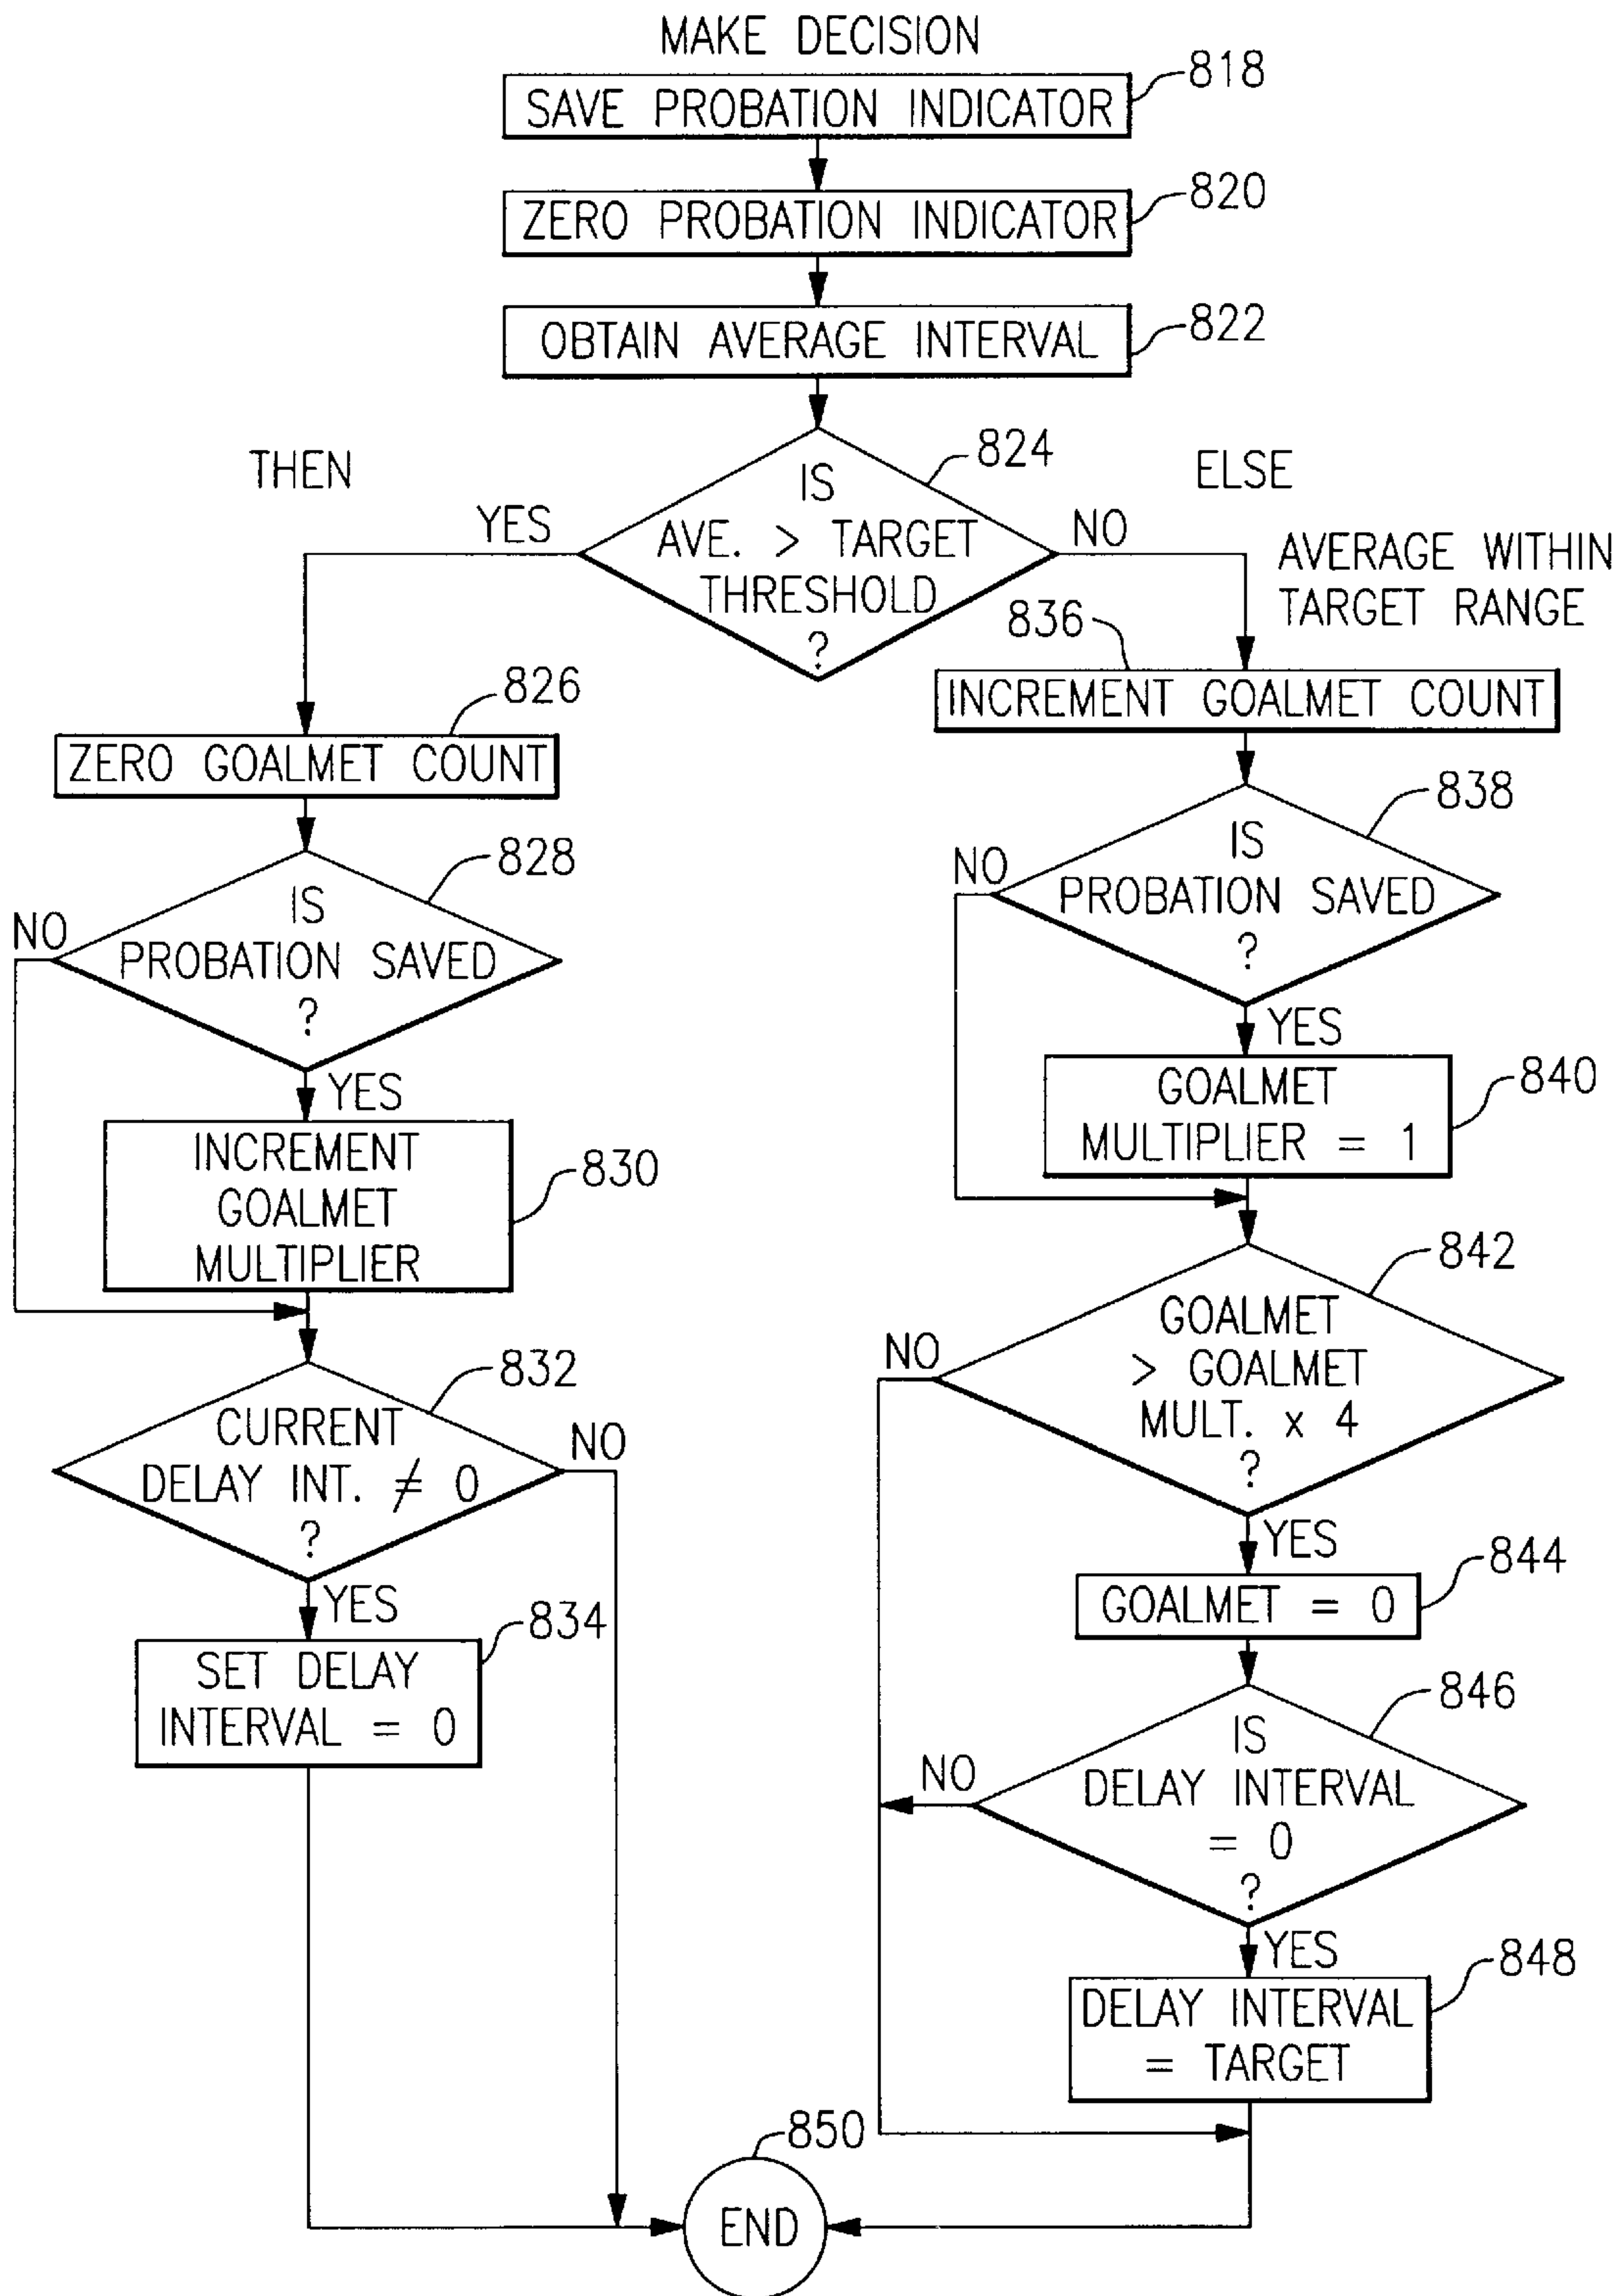 MAKE DECISION
SAVE PROBATION INDICATOR
818
ZERO PROBATION INDICATOR
820
OBTAIN AVERAGE INTERVAL
822
THEN
824
ELSE
IS
AVE. > TARGET
THRESHOLD
?
YES
NO
AVERAGE WITHIN
TARGET RANGE
826
ZERO GOALMET COUNT
828
IS
PROBATION SAVED
?
NO
YES
INCREMENT
GOALMET
MULTIPLIER
830
832
CURRENT
DELAY INT. ≠ 0
?
NO
YES
SET DELAY
INTERVAL = 0
834
836
INCREMENT GOALMET COUNT
838
IS
PROBATION SAVED
?
NO
YES
GOALMET
MULTIPLIER = 1
840
842
GOALMET
> GOALMET
MULT. x 4
?
NO
YES
844
GOALMET = 0
846
IS
DELAY INTERVAL
= 0
?
NO
YES
848
DELAY INTERVAL
= TARGET
850
END